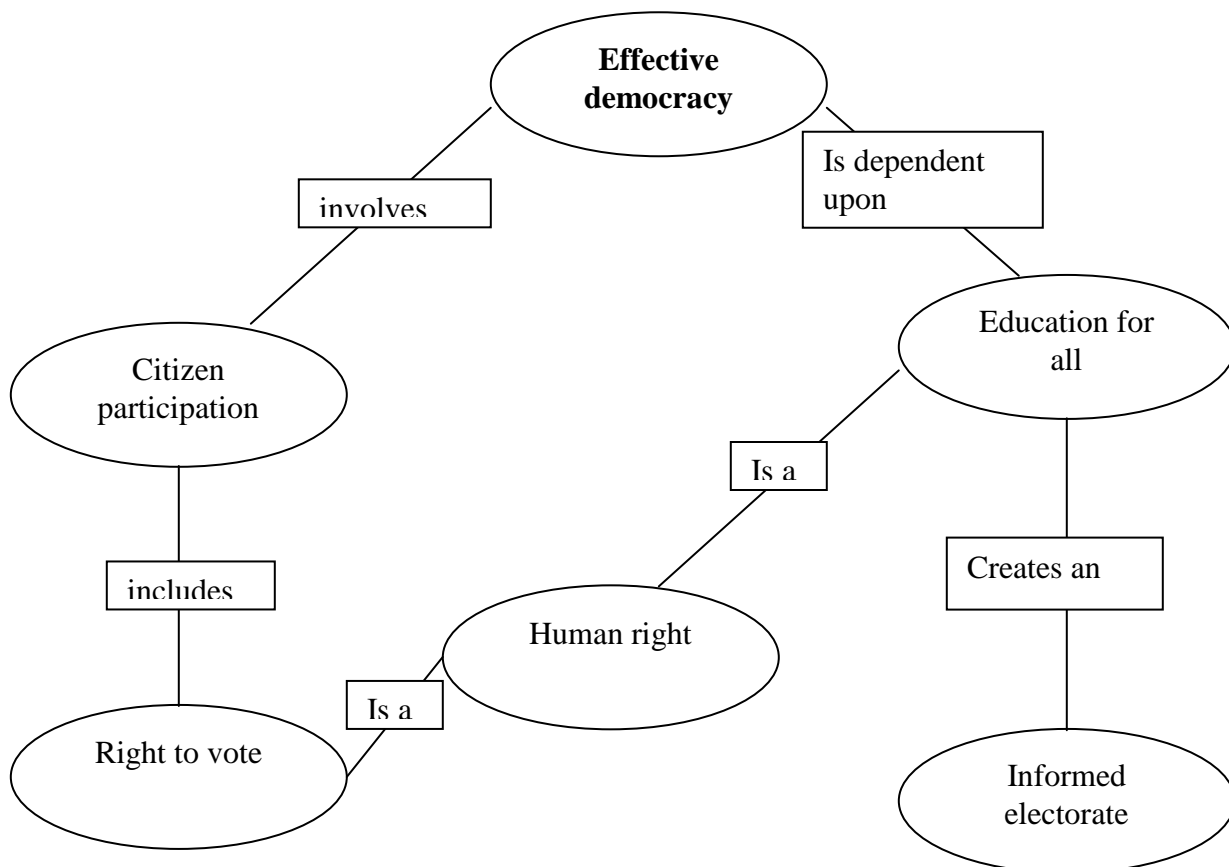 Effective
democracy
Is dependent
upon
involves
Education for
all
Citizen
participation
Is a
Creates an
includes
Human right
Is a
Right to vote
Informed
electorate